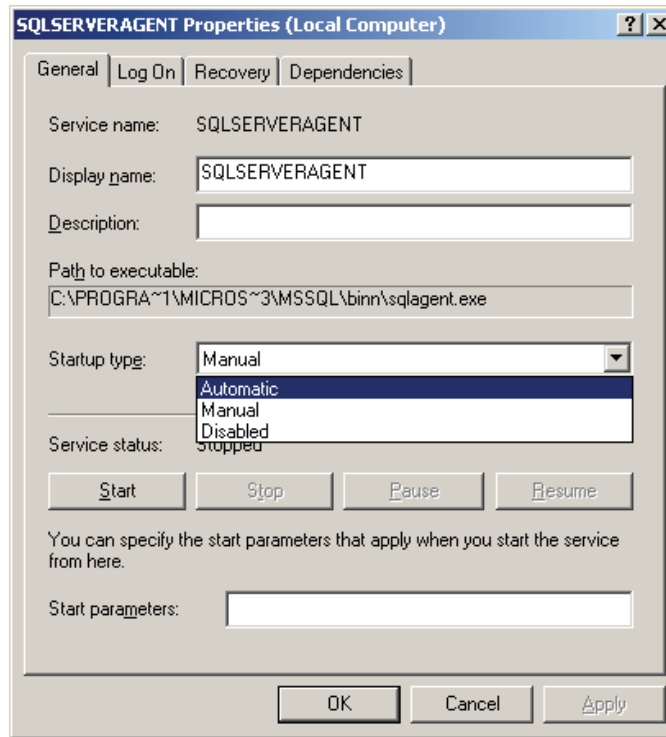 SQLSERVERAGENT Properties (Local Computer)
General Log On Recovery Dependencies
Service name: SQLSERVERAGENT
Display name: SQLSERVERAGENT
Description:
Path to executable:
C:\PROGRA~1\MICROS~3\MSSQL\binn\sqlagent.exe
Startup type: Manual
Automatic
Manual
Disabled
Service status: Stopped
Start Stop Pause Resume
You can specify the start parameters that apply when you start the service
from here.
Start parameters:
OK Cancel Apply